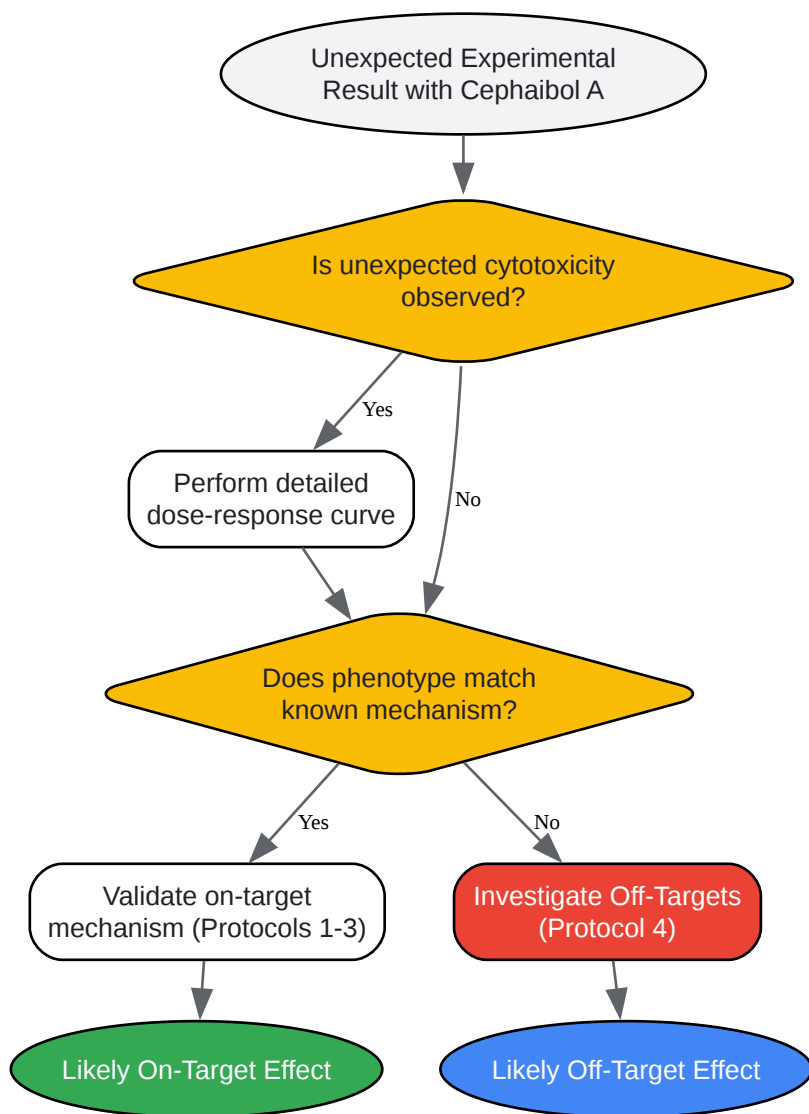 Unexpected Experimental
Result with Cephaibol A
Is unexpected cytotoxicity
observed?
Yes
Perform detailed
dose-response curve
No
Does phenotype match
known mechanism?
Yes
No
Validate on-target
mechanism (Protocols 1-3)
Investigate Off-Targets
(Protocol 4)
Likely On-Target Effect
Likely Off-Target Effect